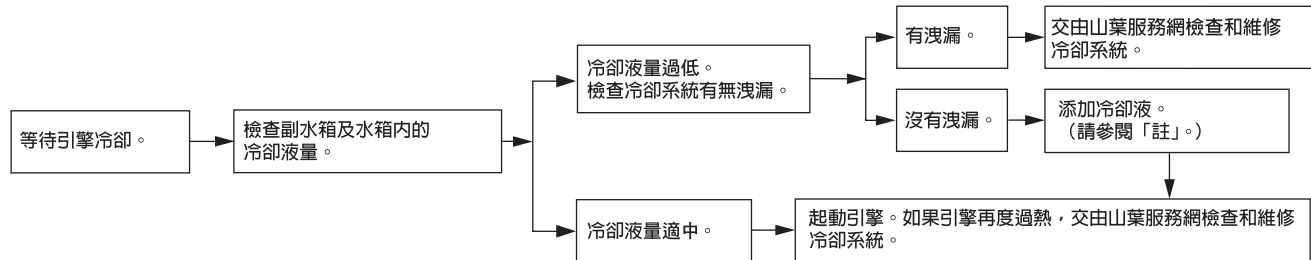 等待引擎冷卻。
檢查副水箱及水箱内的
冷卻液量。
冷卻液量過低。
檢查冷卻系統有無洩漏。
有洩漏。
交由山葉服務網檢查和維修
冷卻系統。
沒有洩漏。
添加冷卻液。
（請參閱「註」。）
冷卻液量適中。
起動引擎。如果引擎再度過熱，交由山葉服務網檢查和維修
冷卻系統。